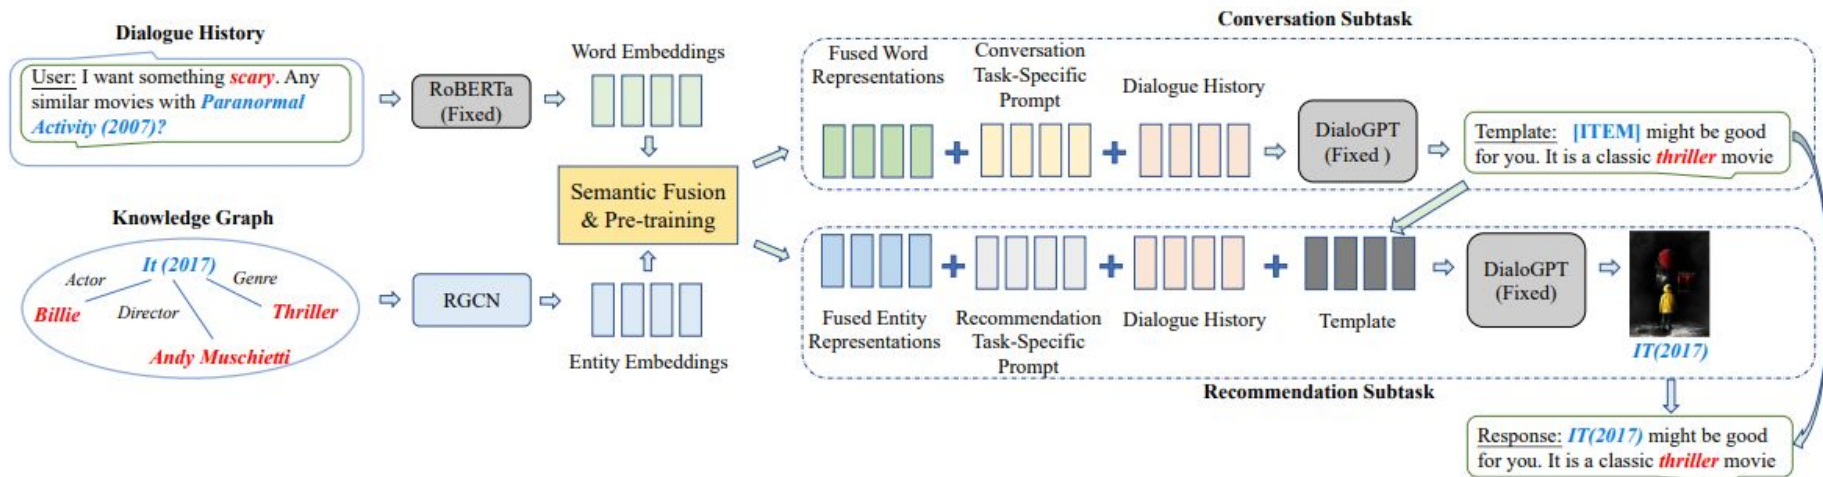 Dialogue History
User: I want something scary. Any
similar movies with Paranormal
Activity (2007)?
RoBERTa
(Fixed)
Word Embeddings
Knowledge Graph
It (2017)
Actor
Genre
Billie
Director
Thriller
Andy Muschietti
RGCN
Entity Embeddings
Semantic Fusion
& Pre-training
Conversation Subtask
Fused Word
Representations
Conversation
Task-Specific
Prompt
Dialogue History
DialoGPT
(Fixed )
Template: [ITEM] might be good
for you. It is a classic thriller movie
Fused Entity
Representations
Recommendation
Task-Specific
Prompt
Dialogue History
Template
DialoGPT
(Fixed)
IT(2017)
Recommendation Subtask
Response: IT(2017) might be good
for you. It is a classic thriller movie